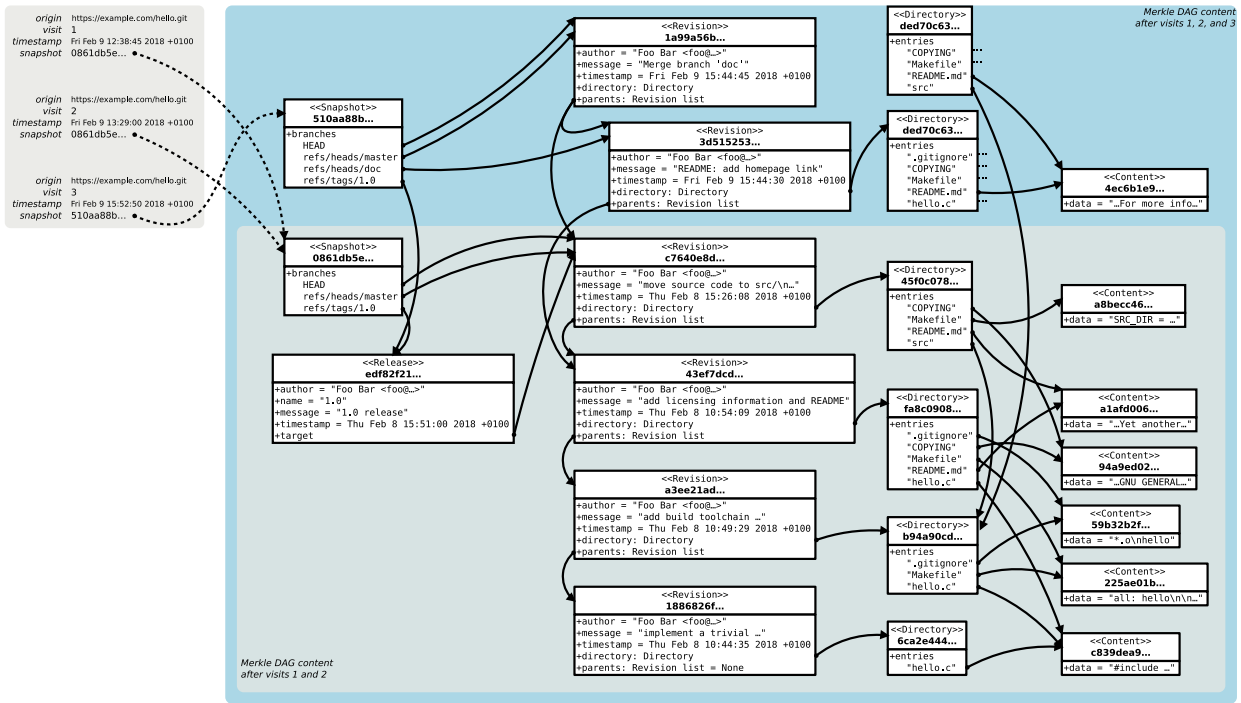 origin https://example.com/hello.git
visit 1
timestamp Fri Feb 9 12:38:45 2018 +0100
snapshot 0861db5e...
origin https://example.com/hello.git
visit 2
timestamp Fri Feb 9 13:29:00 2018 +0100
snapshot 0861db5e...
origin https://example.com/hello.git
visit 3
timestamp Fri Feb 9 15:52:50 2018 +0100
snapshot 510aa88b...
Merkle DAG content
after visits 1, 2, and 3
<<Snapshot>>
510aa88b...
+branches
HEAD
refs/heads/master
refs/heads/doc
refs/tags/1.0
<<Snapshot>>
0861db5e...
+branches
HEAD
refs/heads/master
refs/tags/1.0
<<Release>>
edf82f21...
+author = "Foo Bar <foo@…>"
+name = "1.0"
+message = "1.0 release"
+timestamp = Thu Feb 8 15:51:00 2018 +0100
+target
<<Revision>>
1a99a56b...
+author = "Foo Bar <foo@…>"
+message = "Merge branch 'doc'"
+timestamp = Fri Feb 9 15:44:45 2018 +0100
+directory: Directory
+parents: Revision list
<<Revision>>
3d515253...
+author = "Foo Bar <foo@…>"
+message = "README: add homepage link"
+timestamp = Fri Feb 9 15:44:30 2018 +0100
+directory: Directory
+parents: Revision list
<<Revision>>
c7640e8d...
+author = "Foo Bar <foo@…>"
+message = "move source code to src/\n…"
+timestamp = Thu Feb 8 15:26:08 2018 +0100
+directory: Directory
+parents: Revision list
<<Revision>>
43ef7dcd...
+author = "Foo Bar <foo@…>"
+message = "add licensing information and README"
+timestamp = Thu Feb 8 10:54:09 2018 +0100
+directory: Directory
+parents: Revision list
<<Revision>>
a3ee21ad...
+author = "Foo Bar <foo@…>"
+message = "add build toolchain …"
+timestamp = Thu Feb 8 10:49:29 2018 +0100
+directory: Directory
+parents: Revision list
<<Revision>>
1886826f...
+author = "Foo Bar <foo@…>"
+message = "implement a trivial …"
+timestamp = Thu Feb 8 10:44:35 2018 +0100
+directory: Directory
+parents: Revision list = None
<<Directory>>
ded70c63...
+entries
"COPYING"
"Makefile"
"README.md"
"src"
<<Directory>>
ded70c63...
+entries
".gitignore"
"COPYING"
"Makefile"
"README.md"
"hello.c"
<<Directory>>
45f0c078...
+entries
"COPYING"
"Makefile"
"README.md"
"src"
<<Directory>>
fa8c0908...
+entries
".gitignore"
"COPYING"
"Makefile"
"README.md"
"hello.c"
<<Directory>>
b94a90cd...
+entries
".gitignore"
"Makefile"
"hello.c"
<<Directory>>
6ca2e444...
+entries
"hello.c"
<<Content>>
4ec6b1e9...
+data = "…For more info…"
<<Content>>
a8becc46...
+data = "SRC_DIR = …"
<<Content>>
a1afd006...
+data = "…Yet another…"
<<Content>>
94a9ed02...
+data = "…GNU GENERAL…"
<<Content>>
59b32b2f...
+data = "*.o\nhello"
<<Content>>
225ae01b...
+data = "all: hello\n\n…"
<<Content>>
c839dea9...
+data = "#include …"
Merkle DAG content
after visits 1 and 2